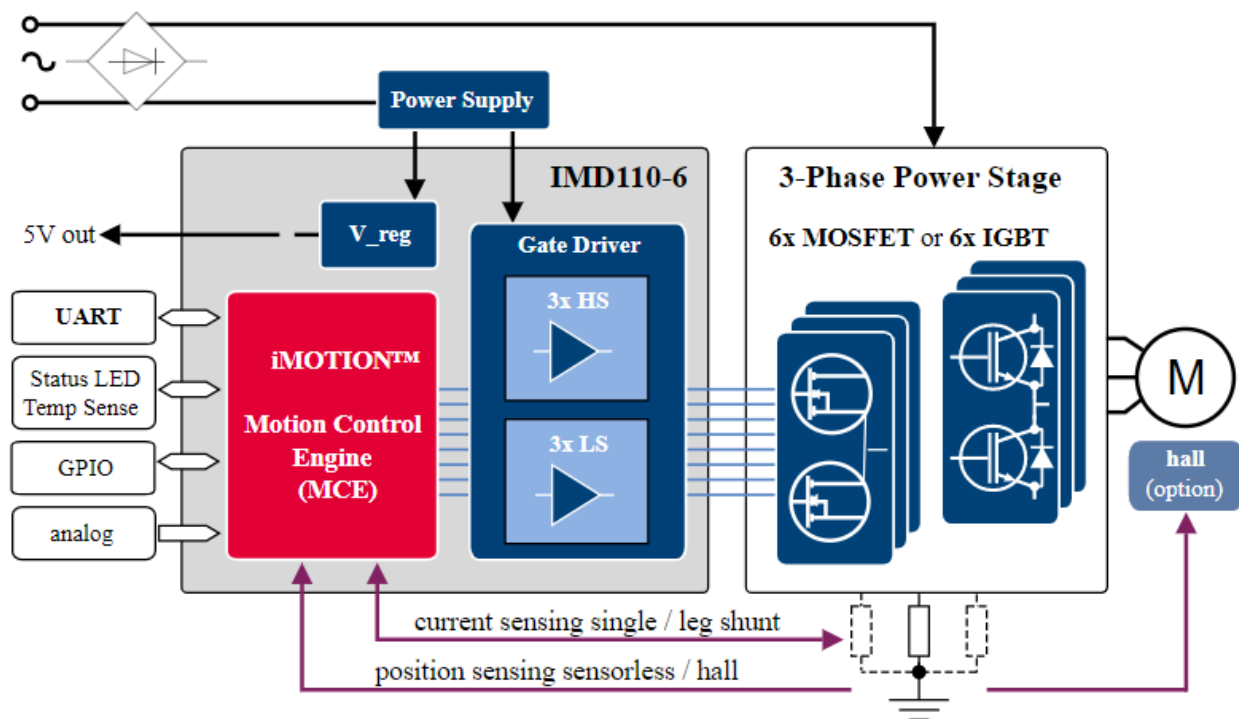 Power Supply
IMD110-6
3-Phase Power Stage
5V out
V_reg
Gate Driver
6x MOSFET or 6x IGBT
3x HS
UART
iMOTION™
Status LED
Temp Sense
Motion Control
Engine
(MCE)
3x LS
M
GPIO
hall
(option)
analog
current sensing single / leg shunt
position sensing sensorless / hall